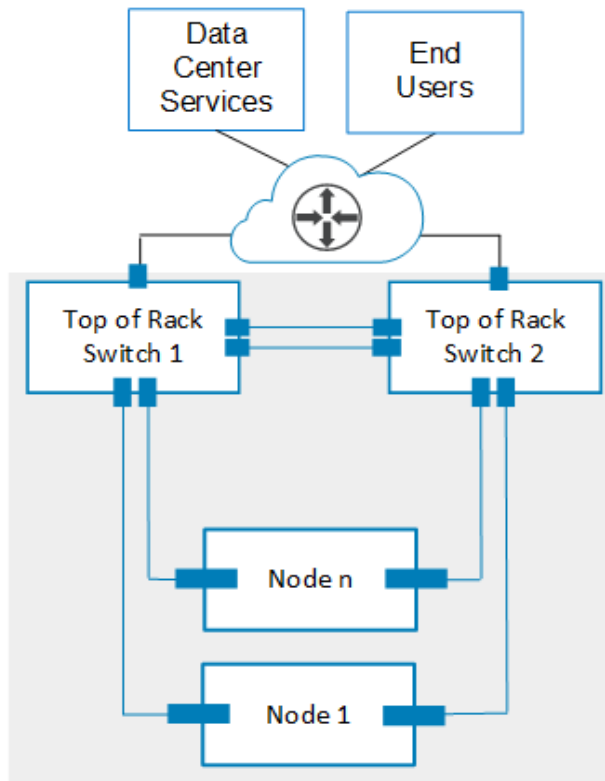 Data
Center
Services
End
Users
Top of Rack
Switch 1
Top of Rack
Switch 2
Node n
Node 1